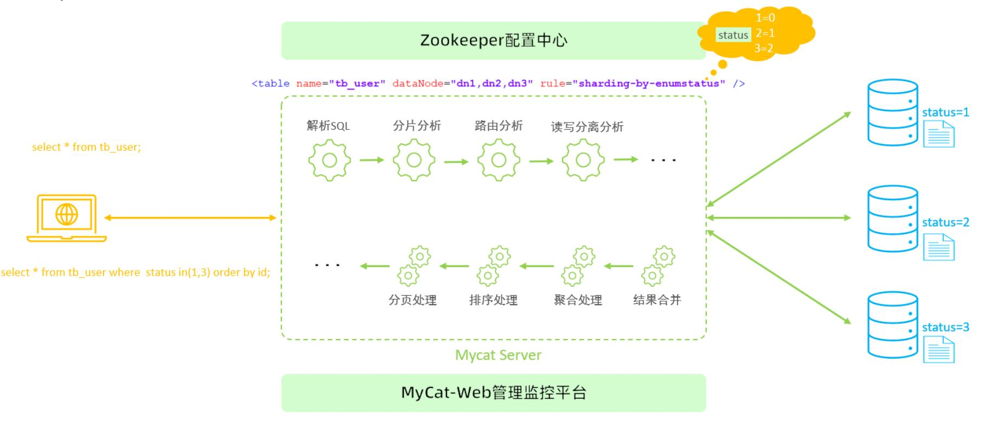 Zookeeper配置中心
status
1=0
2=1
3=2
<table name="tb_user" dataNode="dn1,dn2,dn3" rule="sharding-by-enumstatus" />
解析SQL
分片分析
路由分析
读写分离分析
. . .
status=1
select * from tb_user;
status=2
select * from tb_user where  status in(1,3) order by id;
. . .
分页处理
排序处理
聚合处理
结果合并
status=3
Mycat Server
MyCat-Web管理监控平台